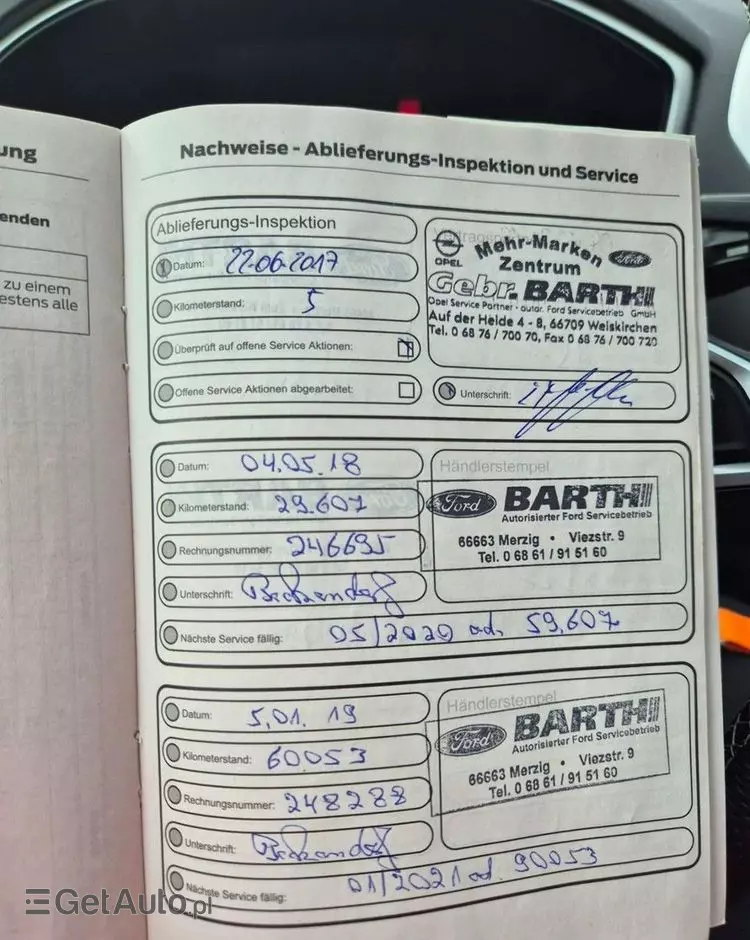 ung
enden
zu einem
estens alle
Nachweise - Ablieferungs-Inspektion und Service
Ablieferungs-Inspektion
Datum: 22.06.2017
Kilometerstand: 5
Überprüft auf offene Service Aktionen:
Offene Service Aktionen abgearbeitet:
OPEL
Mehr-Marken
Zentrum
Ford
Gebr. BARTH
Opel Service Partner - autor. Ford Servicebetrieb GmbH
Auf der Heide 4 - 8, 66709 Weiskirchen
Tel. 0 68 76 / 700 70, Fax 0 68 76 / 700 720
Unterschrift:
Datum: 04.05.18
Kilometerstand: 29.607
Rechnungsnummer: 246695
Unterschrift:
Nächste Service fällig: 05/2020 od. 59.607
Händlerstempel
Ford BARTH
Autorisierter Ford Servicebetrieb
66663 Merzig • Viezstr. 9
Tel. 0 68 61 / 91 51 60
Datum: 5.01.19
Kilometerstand: 60053
Rechnungsnummer: 248288
Unterschrift:
Nächste Service fällig: 01/2021 od. 90053
Händlerstempel
Ford BARTH
Autorisierter Ford Servicebetrieb
66663 Merzig • Viezstr. 9
Tel. 0 68 61 / 91 51 60
GetAuto.pl